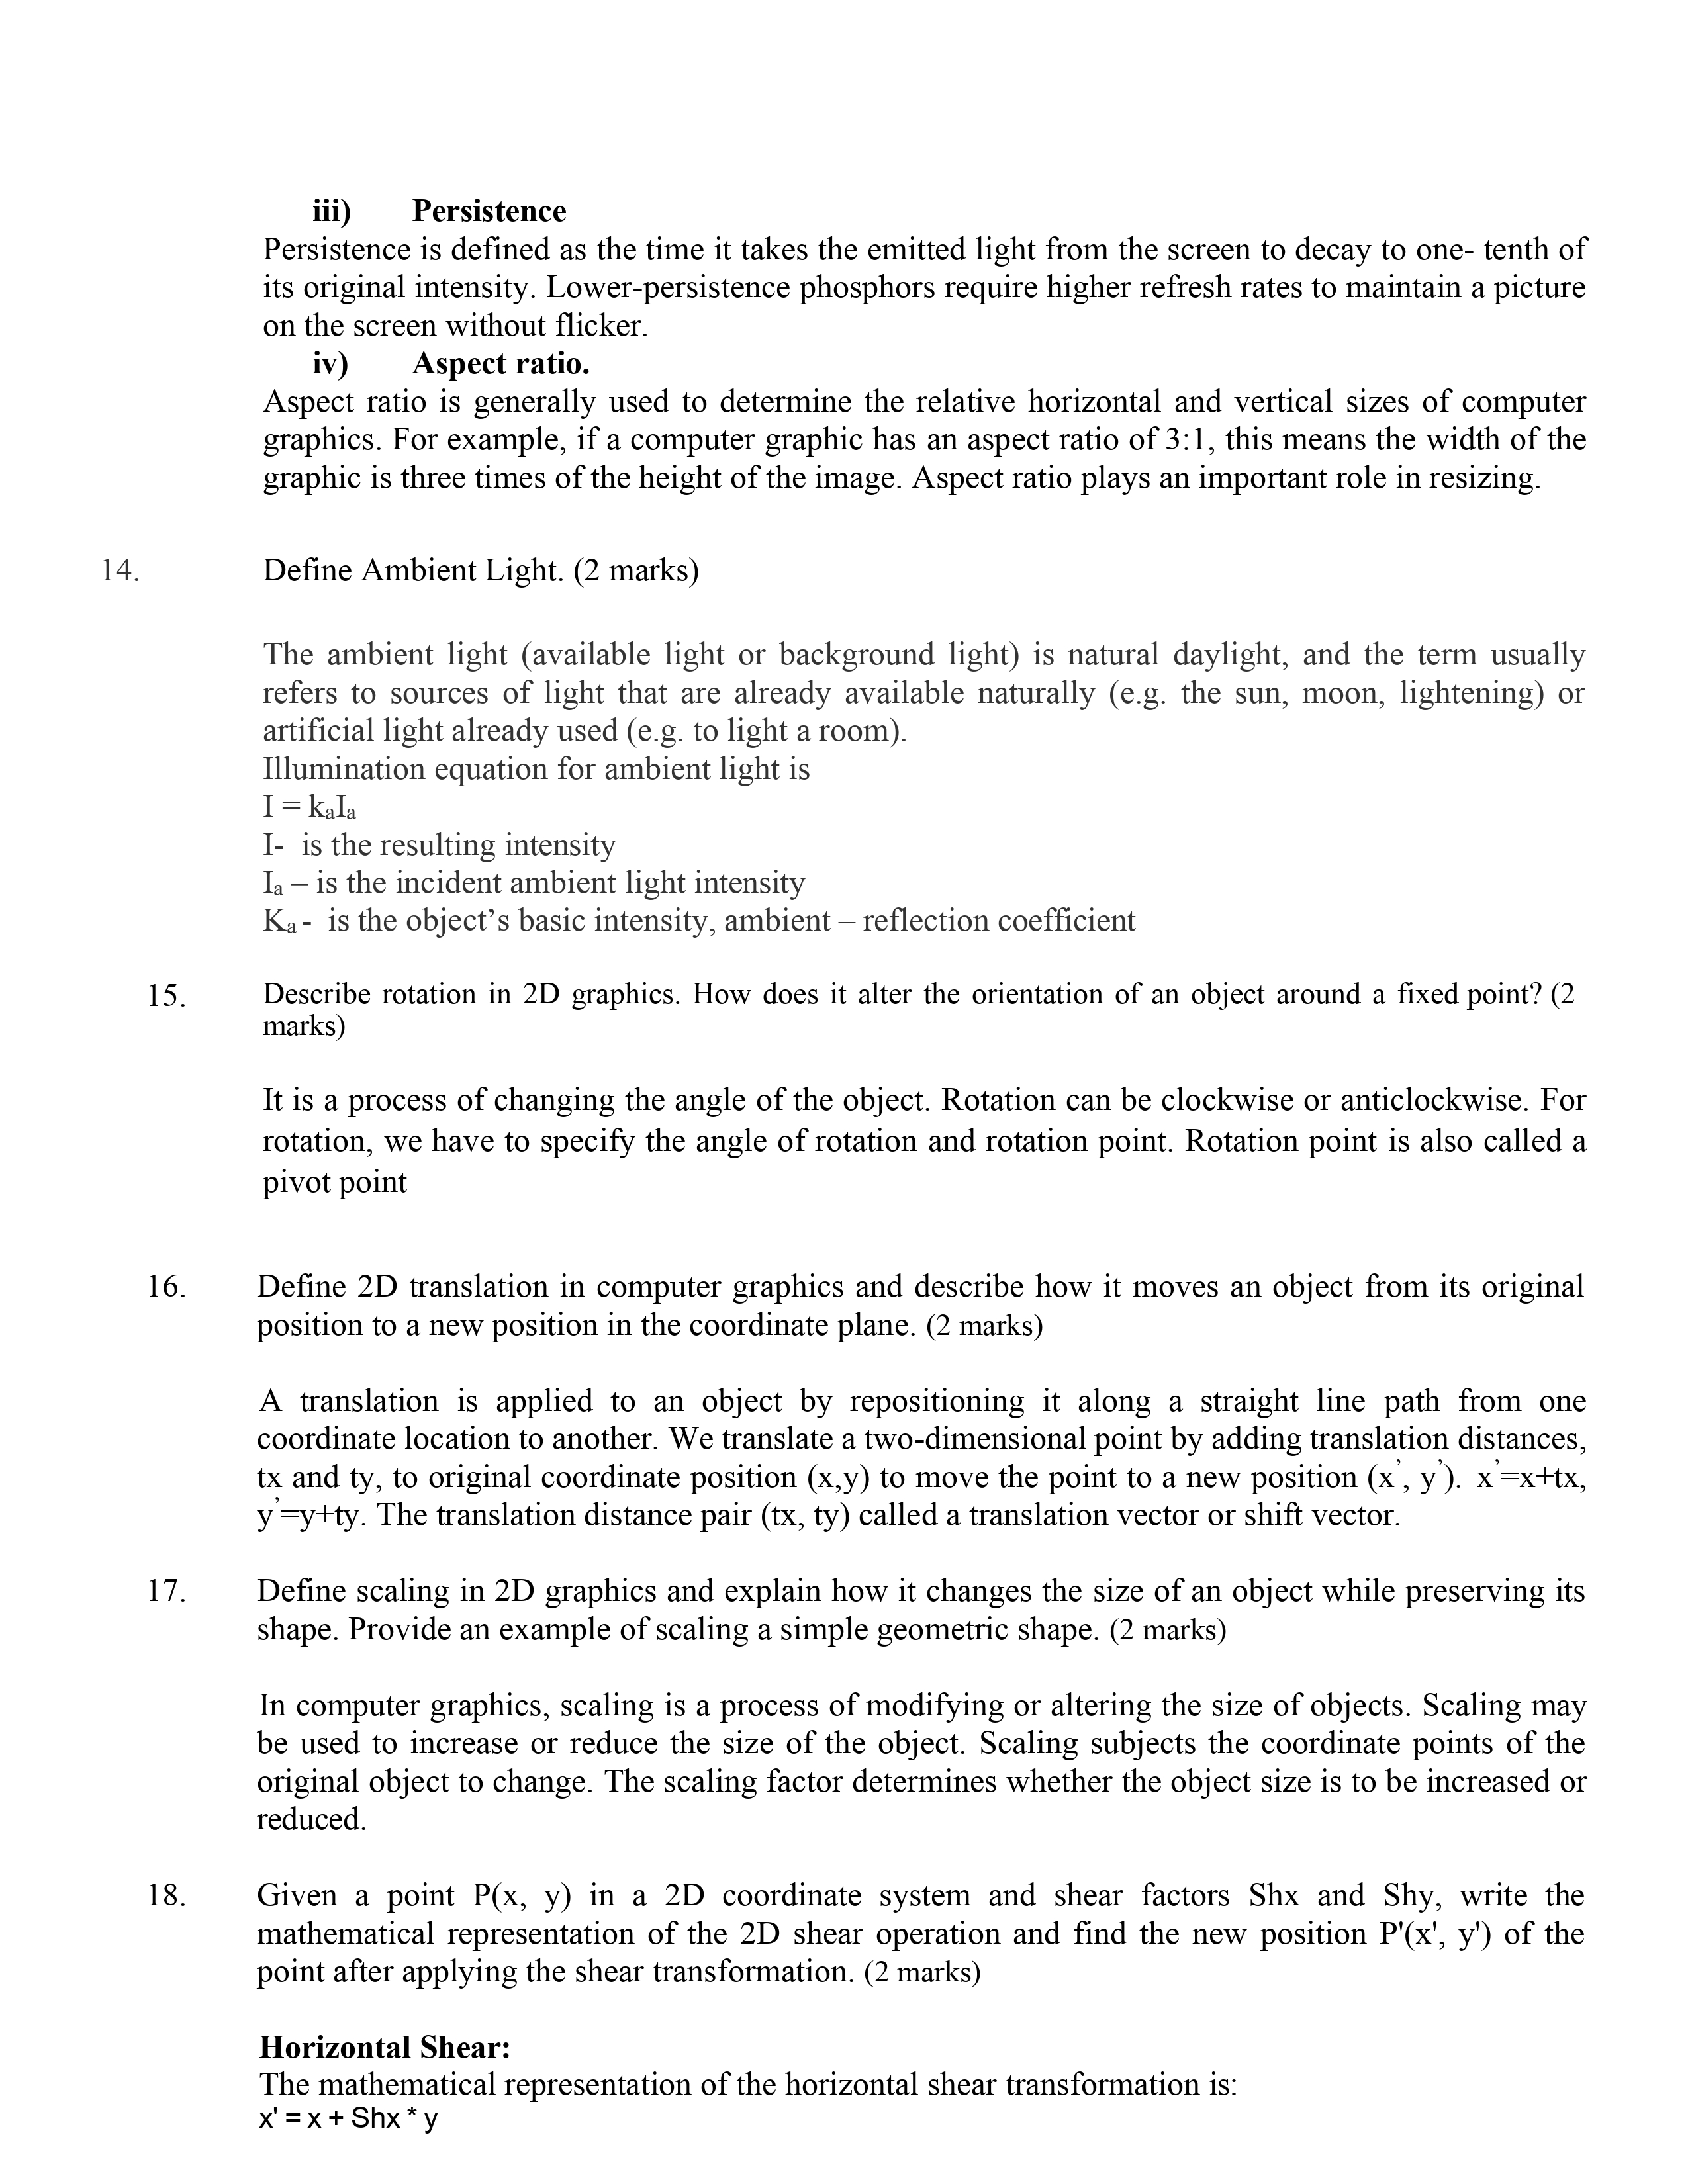 iii) Persistence
Persistence is defined as the time it takes the emitted light from the screen to decay to one- tenth of
its original intensity. Lower-persistence phosphors require higher refresh rates to maintain a picture
on the screen without flicker.
iv) Aspect ratio.
Aspect ratio is generally used to determine the relative horizontal and vertical sizes of computer
graphics. For example, if a computer graphic has an aspect ratio of 3:1, this means the width of the
graphic is three times of the height of the image. Aspect ratio plays an important role in resizing.
14. Define Ambient Light. (2 marks)
The ambient light (available light or background light) is natural daylight, and the term usually
refers to sources of light that are already available naturally (e.g. the sun, moon, lightening) or
artificial light already used (e.g. to light a room).
Illumination equation for ambient light is
I = kₐIₐ
I- is the resulting intensity
Iₐ – is the incident ambient light intensity
Kₐ - is the object’s basic intensity, ambient – reflection coefficient
15. Describe rotation in 2D graphics. How does it alter the orientation of an object around a fixed point? (2
marks)
It is a process of changing the angle of the object. Rotation can be clockwise or anticlockwise. For
rotation, we have to specify the angle of rotation and rotation point. Rotation point is also called a
pivot point
16. Define 2D translation in computer graphics and describe how it moves an object from its original
position to a new position in the coordinate plane. (2 marks)
A translation is applied to an object by repositioning it along a straight line path from one
coordinate location to another. We translate a two-dimensional point by adding translation distances,
tx and ty, to original coordinate position (x,y) to move the point to a new position (x’, y’). x’=x+tx,
y’=y+ty. The translation distance pair (tx, ty) called a translation vector or shift vector.
17. Define scaling in 2D graphics and explain how it changes the size of an object while preserving its
shape. Provide an example of scaling a simple geometric shape. (2 marks)
In computer graphics, scaling is a process of modifying or altering the size of objects. Scaling may
be used to increase or reduce the size of the object. Scaling subjects the coordinate points of the
original object to change. The scaling factor determines whether the object size is to be increased or
reduced.
18. Given a point P(x, y) in a 2D coordinate system and shear factors Shx and Shy, write the
mathematical representation of the 2D shear operation and find the new position P'(x', y') of the
point after applying the shear transformation. (2 marks)
Horizontal Shear:
The mathematical representation of the horizontal shear transformation is:
x' = x + Shx * y